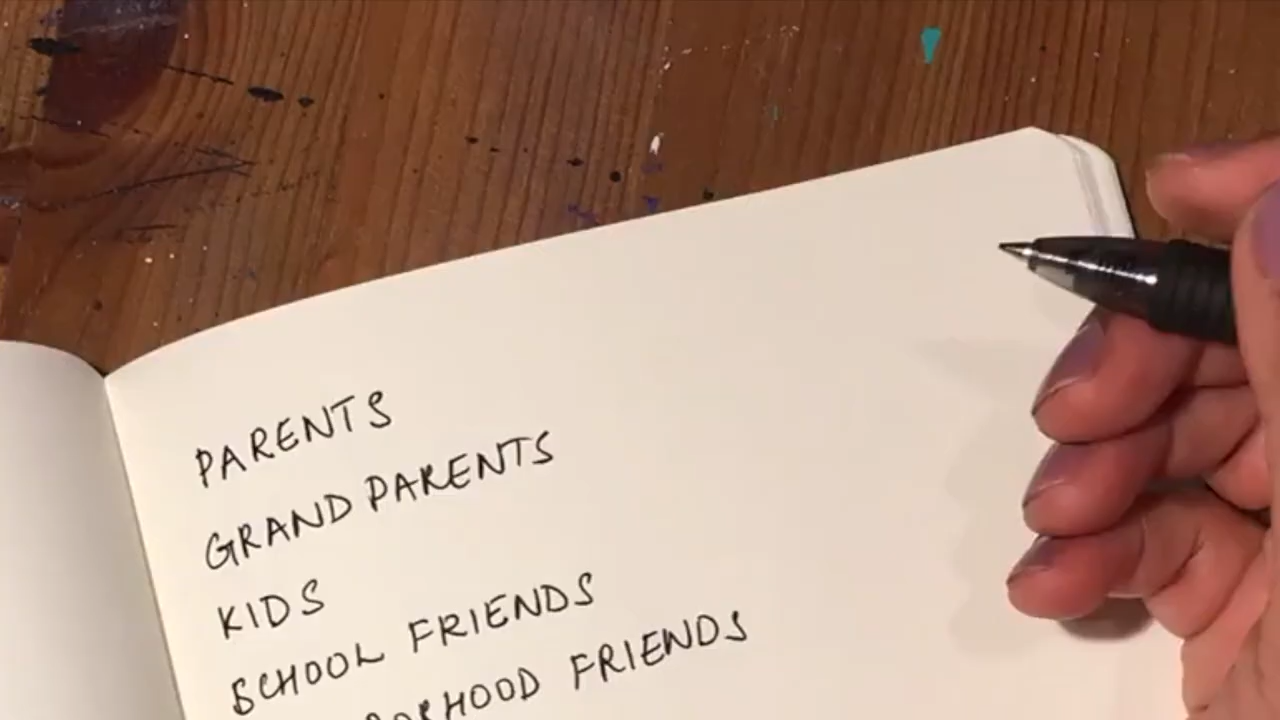 PARENTS
GRAND PARENTS
KIDS
SCHOOL FRIENDS
FRIENDS